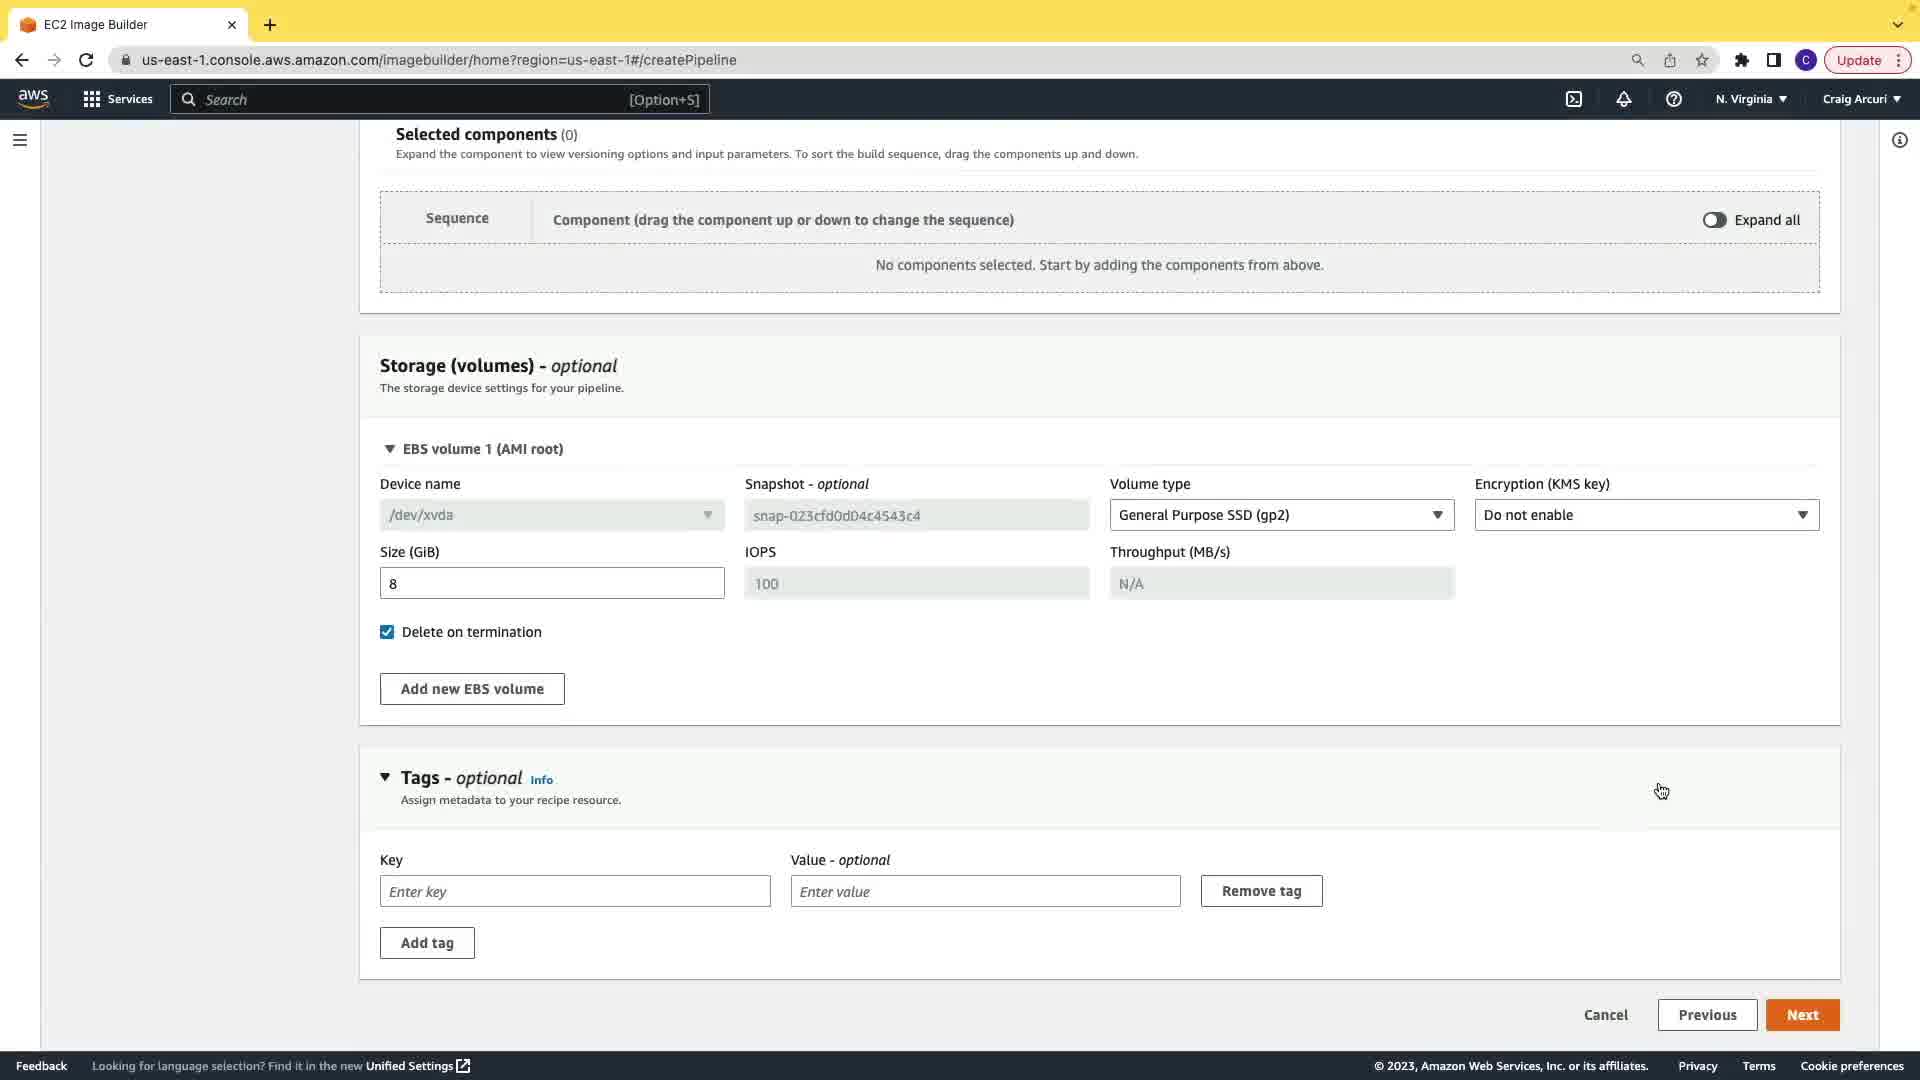 EC2 Image Builder
us-east-1.console.aws.amazon.com/imagebuilder/home?region=us-east-1#/createPipeline
C
Update
aws
Services
Search
[Option+S]
N. Virginia
Craig Arcuri
Selected components (0)
Expand the component to view versioning options and input parameters. To sort the build sequence, drag the components up and down.
Sequence
Component (drag the component up or down to change the sequence)
Expand all
No components selected. Start by adding the components from above.
Storage (volumes) - optional
The storage device settings for your pipeline.
EBS volume 1 (AMI root)
Device name
Snapshot - optional
Volume type
Encryption (KMS key)
/dev/xvda
snap-023cfd0d04c4543c4
General Purpose SSD (gp2)
Do not enable
Size (GiB)
IOPS
Throughput (MB/s)
8
100
N/A
Delete on termination
Add new EBS volume
Tags - optional Info
Assign metadata to your recipe resource.
Key
Value - optional
Enter key
Enter value
Remove tag
Add tag
Cancel
Previous
Next
Feedback
Looking for language selection? Find it in the new Unified Settings
© 2023, Amazon Web Services, Inc. or its affiliates.
Privacy
Terms
Cookie preferences